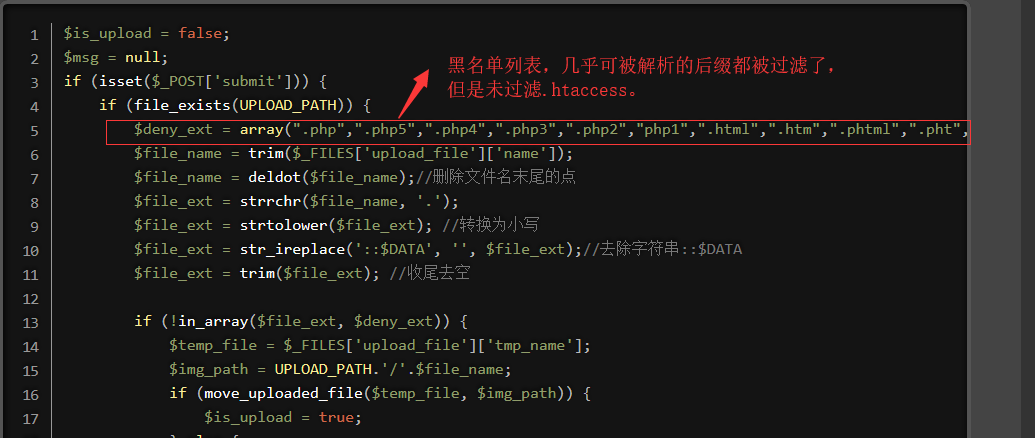 1 $is_upload = false;
2 $msg = null;
黑名单列表，几乎可被解析的后缀都被过滤了，
3 if (isset($_POST['submit'])) {
但是未过滤.htaccess。
4 if (file_exists(UPLOAD_PATH)) {
5 $deny_ext = array(".php",".php5",".php4",".php3",".php2","php1",".html",".htm",".phtml",".pht",
6 $file_name = trim($_FILES['upload_file']['name']);
7 $file_name = deldot($file_name);//删除文件名末尾的点
8 $file_ext = strrchr($file_name, '.');
9 $file_ext = strtolower($file_ext); //转换为小写
10 $file_ext = str_ireplace('::$DATA', '', $file_ext);//去除字符串::$DATA
11 $file_ext = trim($file_ext); //收尾去空
12
13 if (!in_array($file_ext, $deny_ext)) {
14 $temp_file = $_FILES['upload_file']['tmp_name'];
15 $img_path = UPLOAD_PATH.'/'.$file_name;
16 if (move_uploaded_file($temp_file, $img_path)) {
17 $is_upload = true;